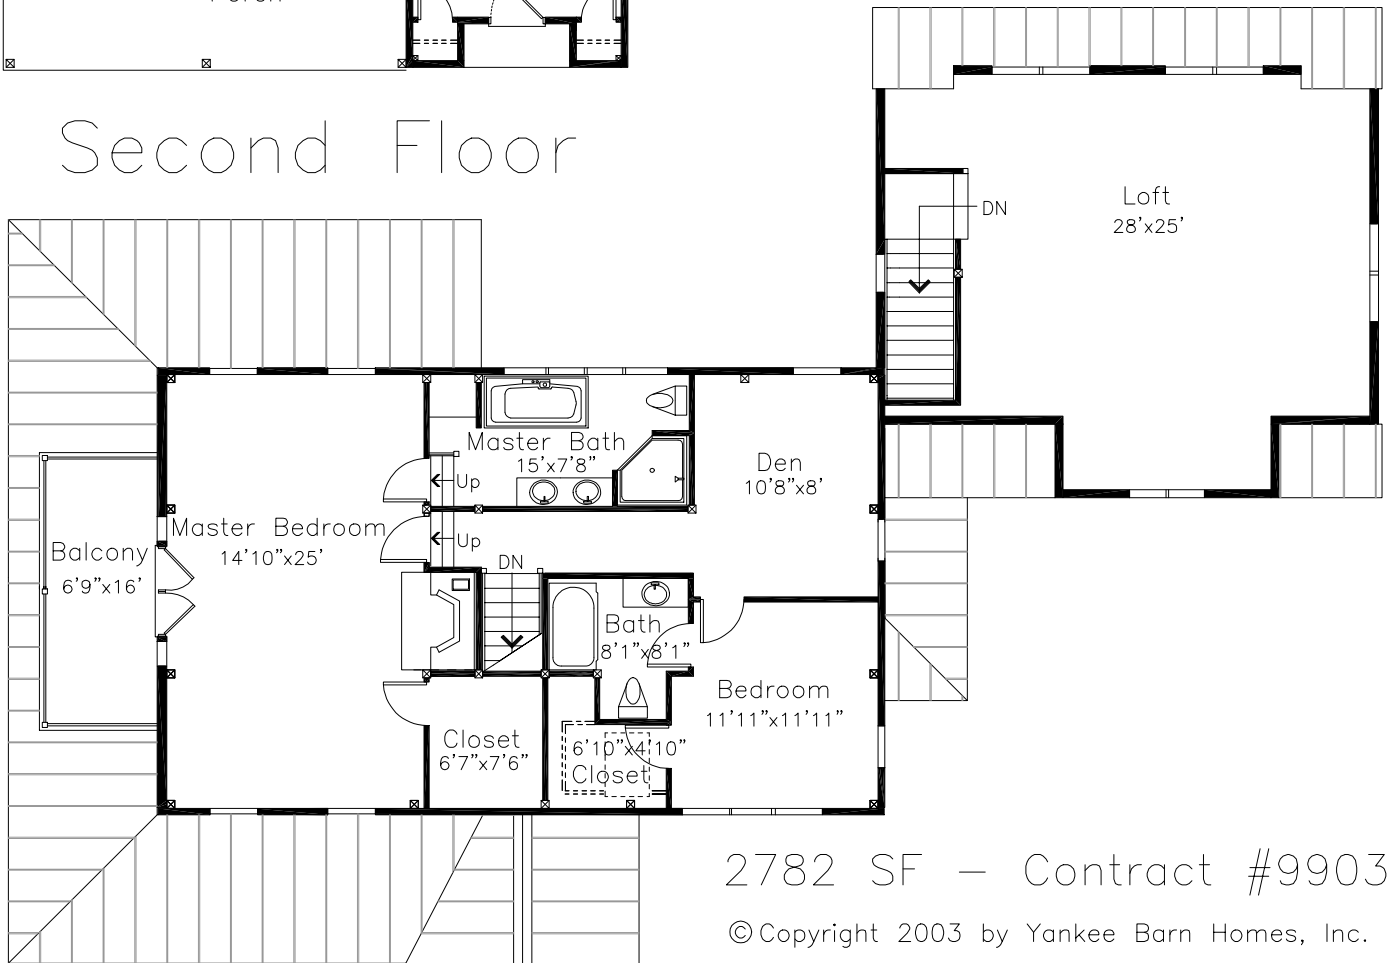 Porch
Second Floor
Loft
28'x25'
DN
Master Bath
15'x7'8"
Up
Den
10'8"x8'
Master Bedroom
14'10"x25'
Up
DN
Balcony
6'9"x16'
Bath
8'1"x8'1"
Bedroom
11'11"x11'11"
Closet
6'7"x7'6"
6'10"x4'10"
Closet
2782 SF – Contract #9903
©Copyright 2003 by Yankee Barn Homes, Inc.